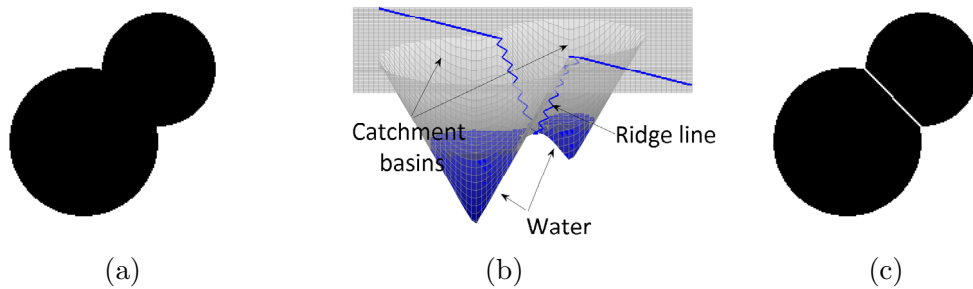 Catchment
basins
Ridge line
Water
(a)
(b)
(c)